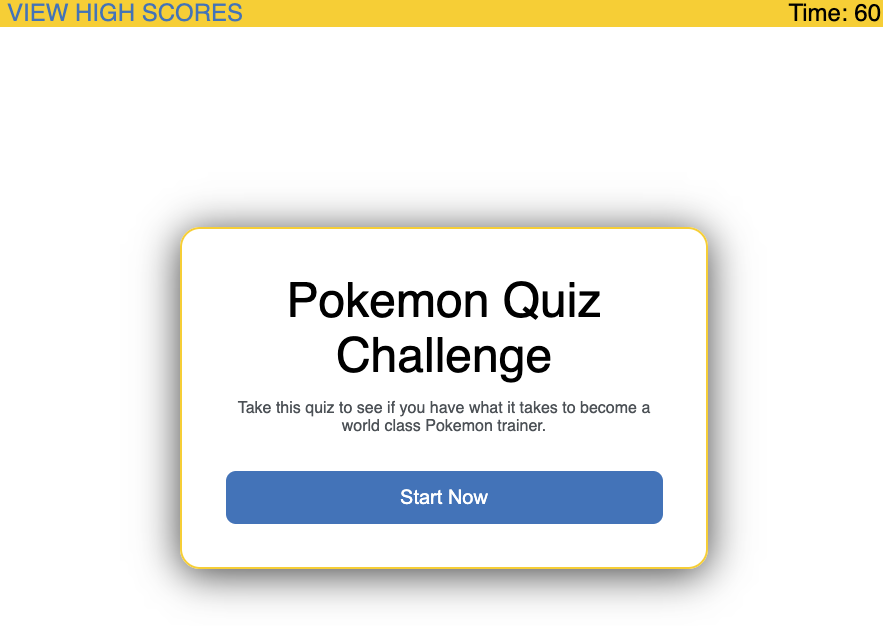 VIEW HIGH SCORES
Time: 60
Pokemon Quiz
Challenge
Take this quiz to see if you have what it takes to become a
world class Pokemon trainer.
Start Now